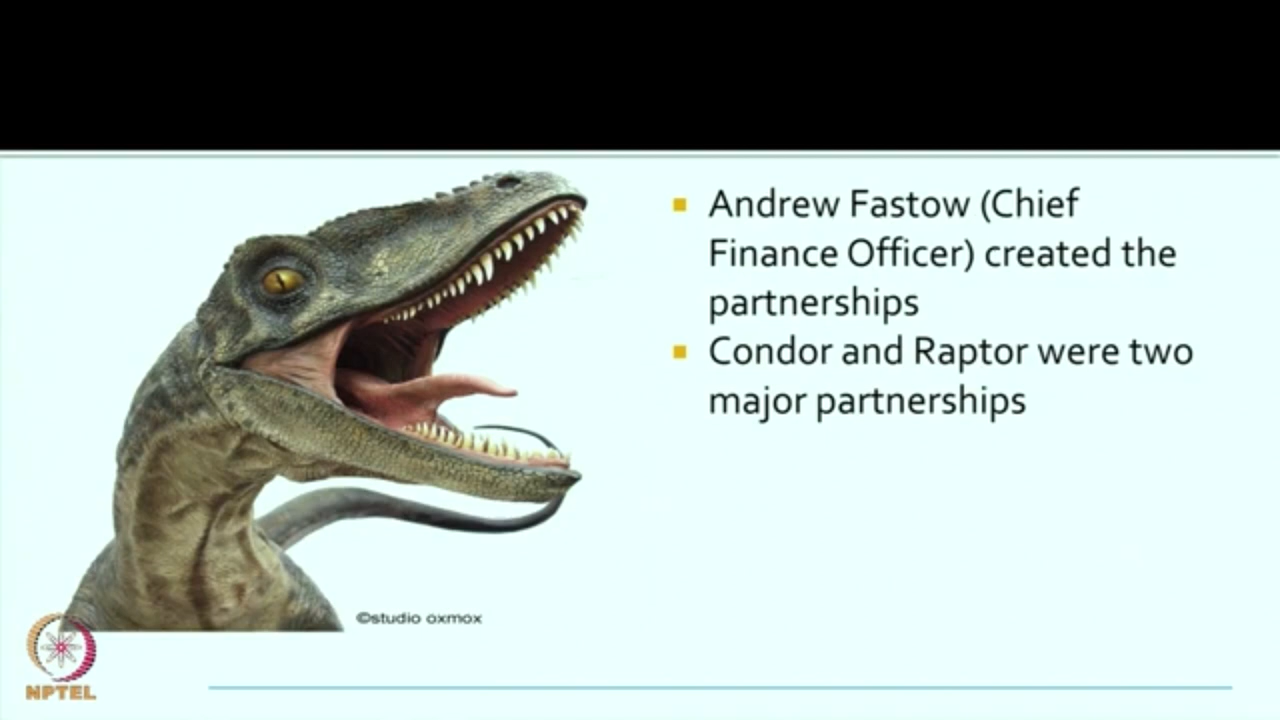 Andrew Fastow (Chief
Finance Officer) created the
partnerships
Condor and Raptor were two
major partnerships
©studio oxmox
NPTEL